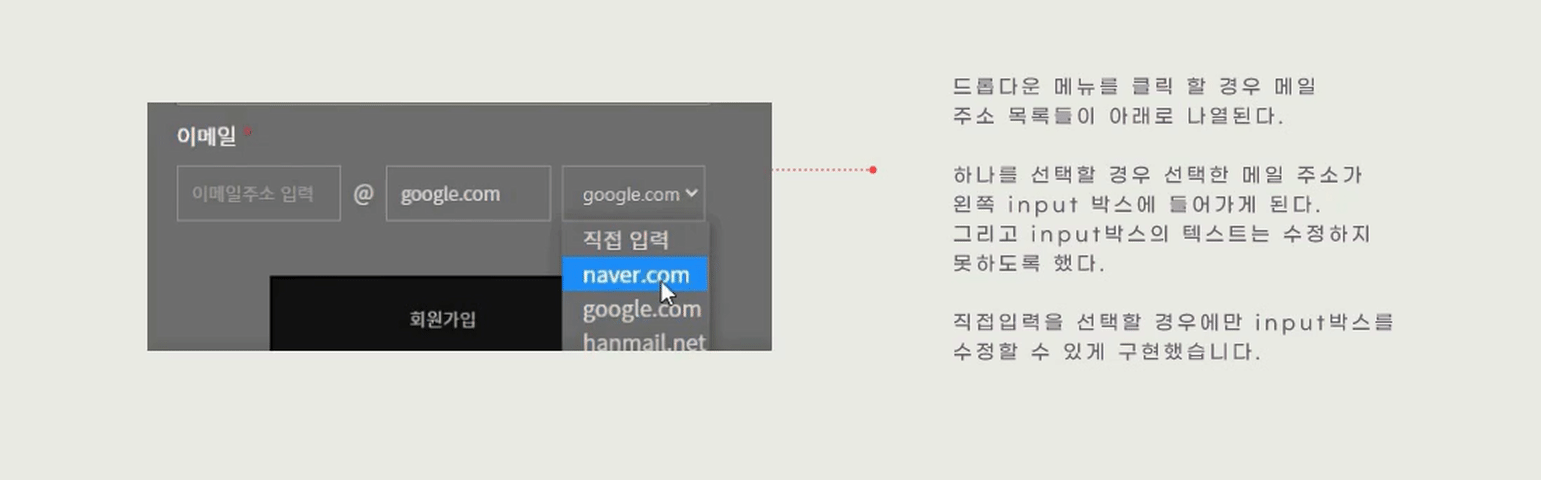 이메일 *
이메일주소 입력 @ google.com google.com
직접 입력
naver.com
google.com
hanmail.net
회원가입
드롭다운 메뉴를 클릭 할 경우 메일
주소 목록들이 아래로 나열된다.
하나를 선택할 경우 선택한 메일 주소가
왼쪽 input 박스에 들어가게 된다.
그리고 input박스의 텍스트는 수정하지
못하도록 했다.
직접입력을 선택할 경우에만 input박스를
수정할 수 있게 구현했습니다.